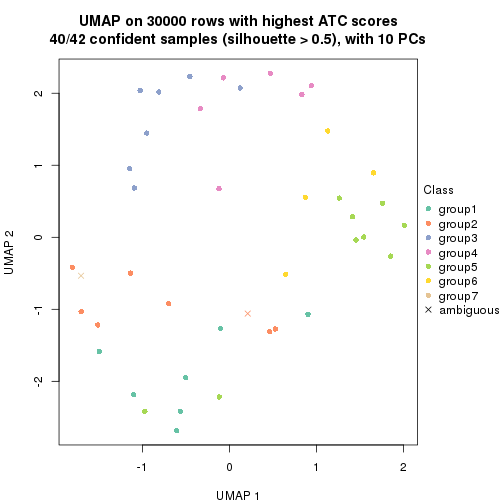 UMAP on 30000 rows with highest ATC scores
40/42 confident samples (silhouette > 0.5), with 10 PCs
UMAP 2
2
1
0
-1
-2
-1
0
1
2
UMAP 1
Class
group1
group2
group3
group4
group5
group6
group7
ambiguous